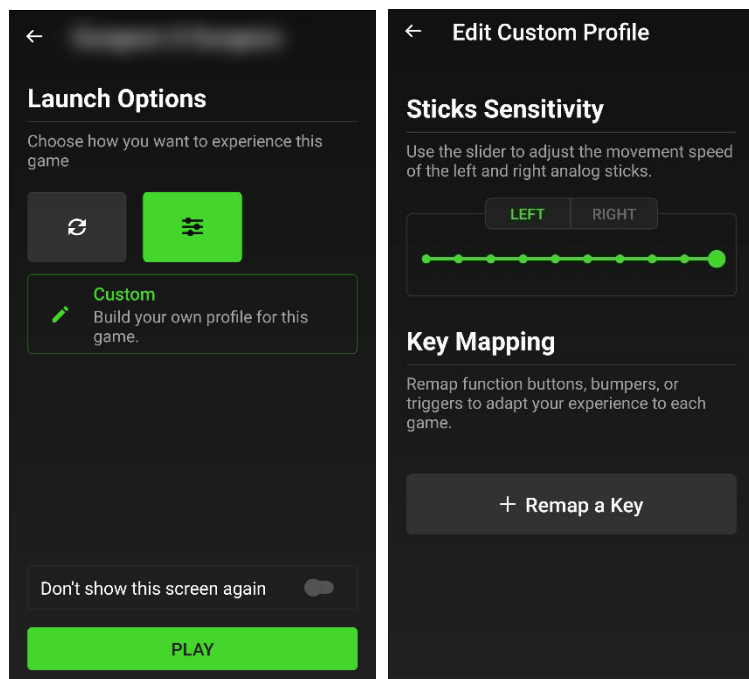 Launch Options
Choose how you want to experience this
game
Custom
Build your own profile for this
game.
Don't show this screen again
PLAY
Edit Custom Profile
Sticks Sensitivity
Use the slider to adjust the movement speed
of the left and right analog sticks.
LEFT RIGHT
Key Mapping
Remap function buttons, bumpers, or
triggers to adapt your experience to each
game.
+ Remap a Key